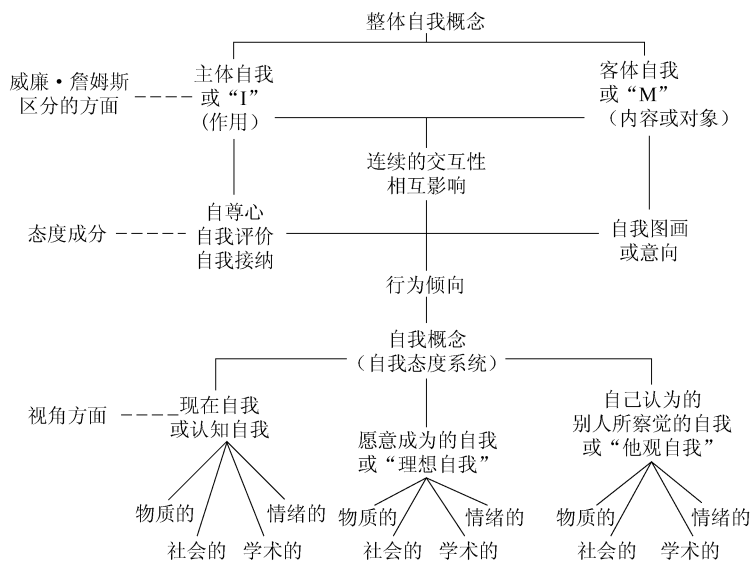 整体自我概念
威廉·詹姆斯
区分的方面
主体自我
或“I”
(作用）
客体自我
或“M”
（内容或对象）
连续的交互性
相互影响
态度成分
自尊心
自我评价
自我接纳
自我图画
或意向
行为倾向
自我概念
（自我态度系统）
视角方面
现在自我
或认知自我
愿意成为的自我
或“理想自我”
自己认为的
别人所察觉的自我
或“他观自我”
物质的
社会的
学术的
情绪的
物质的
社会的
学术的
情绪的
物质的
社会的
学术的
情绪的